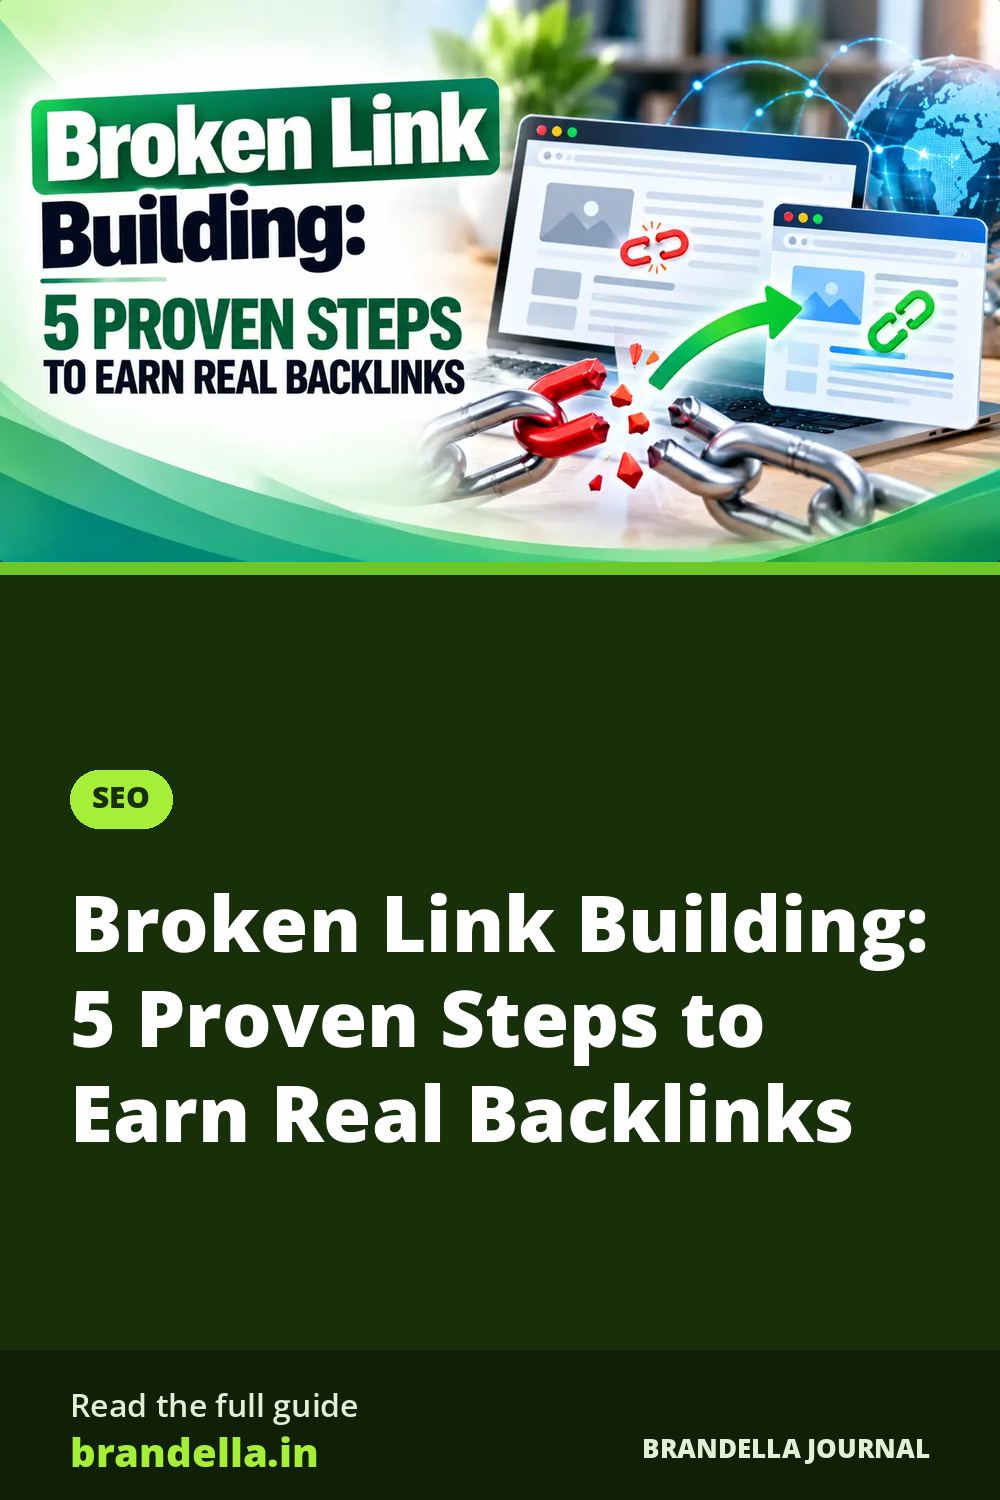 Broken Link
Building:
5 PROVEN STEPS
TO EARN REAL BACKLINKS
SEO
Broken Link Building:
5 Proven Steps to
Earn Real Backlinks
Read the full guide
brandella.in
BRANDELLA JOURNAL